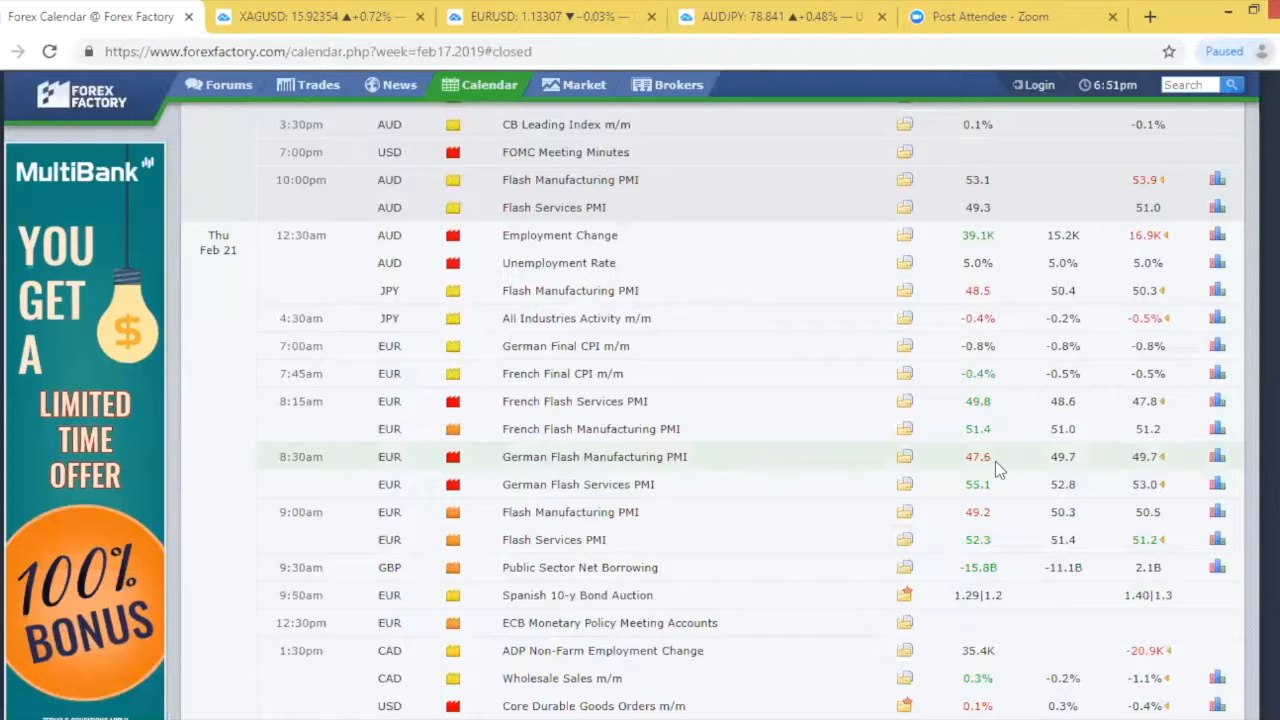 Forex Calendar @ Forex Factory
XAGUSD: 15.92354 ▲+0.72% —
EURUSD: 1.13307 ▼−0.03% —
AUDJPY: 78.841 ▲+0.48% — U
Post Attendee - Zoom
https://www.forexfactory.com/calendar.php?week=feb17.2019#closed
Paused
FOREX FACTORY
Forums
Trades
News
Calendar
Market
Brokers
Login
6:51pm
Search
3:30pm AUD CB Leading Index m/m 0.1% -0.1%
7:00pm USD FOMC Meeting Minutes
10:00pm AUD Flash Manufacturing PMI 53.1 53.9
AUD Flash Services PMI 49.3 51.0
Thu Feb 21 12:30am AUD Employment Change 39.1K 15.2K 16.9K
AUD Unemployment Rate 5.0% 5.0% 5.0%
JPY Flash Manufacturing PMI 48.5 50.4 50.3
4:30am JPY All Industries Activity m/m -0.4% -0.2% -0.5%
7:00am EUR German Final CPI m/m -0.8% -0.8% -0.8%
7:45am EUR French Final CPI m/m -0.4% -0.5% -0.5%
8:15am EUR French Flash Services PMI 49.8 48.6 47.8
EUR French Flash Manufacturing PMI 51.4 51.0 51.2
8:30am EUR German Flash Manufacturing PMI 47.6 49.7 49.7
EUR German Flash Services PMI 55.1 52.8 53.0
9:00am EUR Flash Manufacturing PMI 49.2 50.3 50.5
EUR Flash Services PMI 52.3 51.4 51.2
9:30am GBP Public Sector Net Borrowing -15.8B -11.1B 2.1B
9:50am EUR Spanish 10-y Bond Auction 1.29|1.2 1.40|1.3
12:30pm EUR ECB Monetary Policy Meeting Accounts
1:30pm CAD ADP Non-Farm Employment Change 35.4K -20.9K
CAD Wholesale Sales m/m 0.3% -0.2% -1.1%
USD Core Durable Goods Orders m/m 0.1% 0.3% -0.4%
MultiBank
YOU
GET
A
$
LIMITED
TIME
OFFER
100%
BONUS